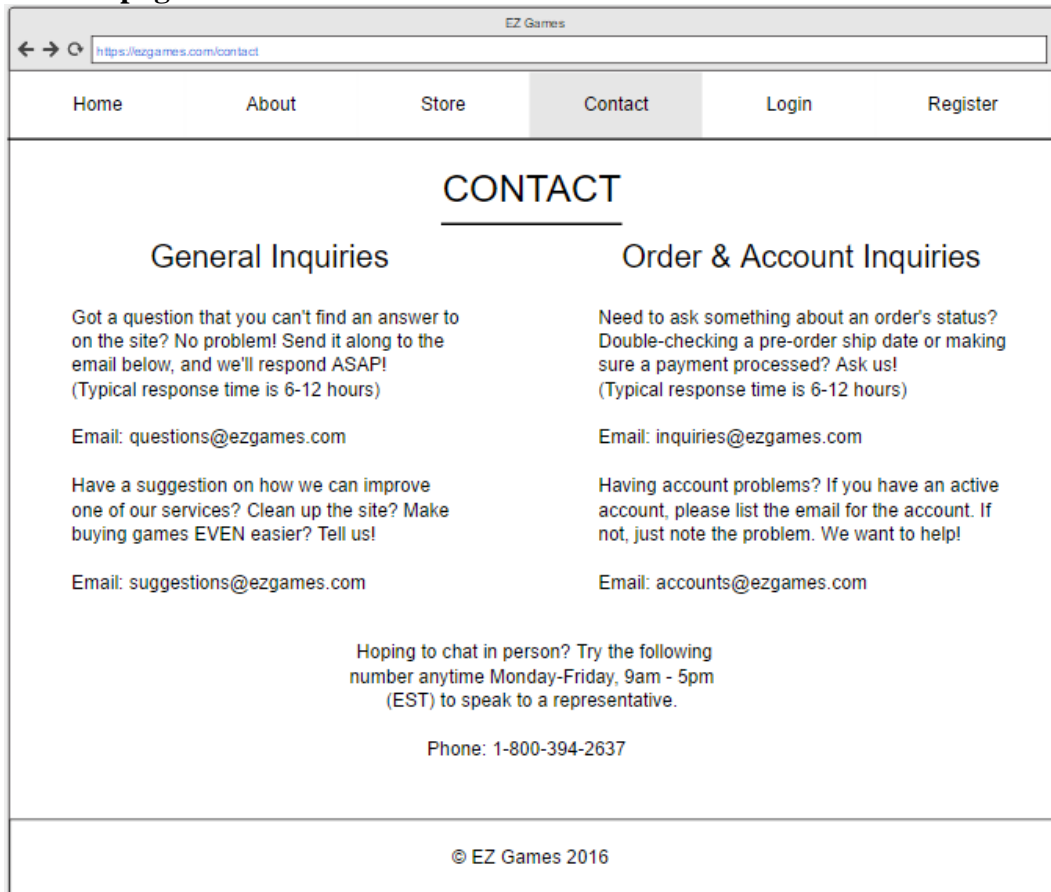 page
EZ Games
https://ezgames.com/contact
Home About Store Contact Login Register
CONTACT
General Inquiries
Got a question that you can't find an answer to
on the site? No problem! Send it along to the
email below, and we'll respond ASAP!
(Typical response time is 6-12 hours)
Email: questions@ezgames.com
Have a suggestion on how we can improve
one of our services? Clean up the site? Make
buying games EVEN easier? Tell us!
Email: suggestions@ezgames.com
Order & Account Inquiries
Need to ask something about an order's status?
Double-checking a pre-order ship date or making
sure a payment processed? Ask us!
(Typical response time is 6-12 hours)
Email: inquiries@ezgames.com
Having account problems? If you have an active
account, please list the email for the account. If
not, just note the problem. We want to help!
Email: accounts@ezgames.com
Hoping to chat in person? Try the following
number anytime Monday-Friday, 9am - 5pm
(EST) to speak to a representative.
Phone: 1-800-394-2637
© EZ Games 2016